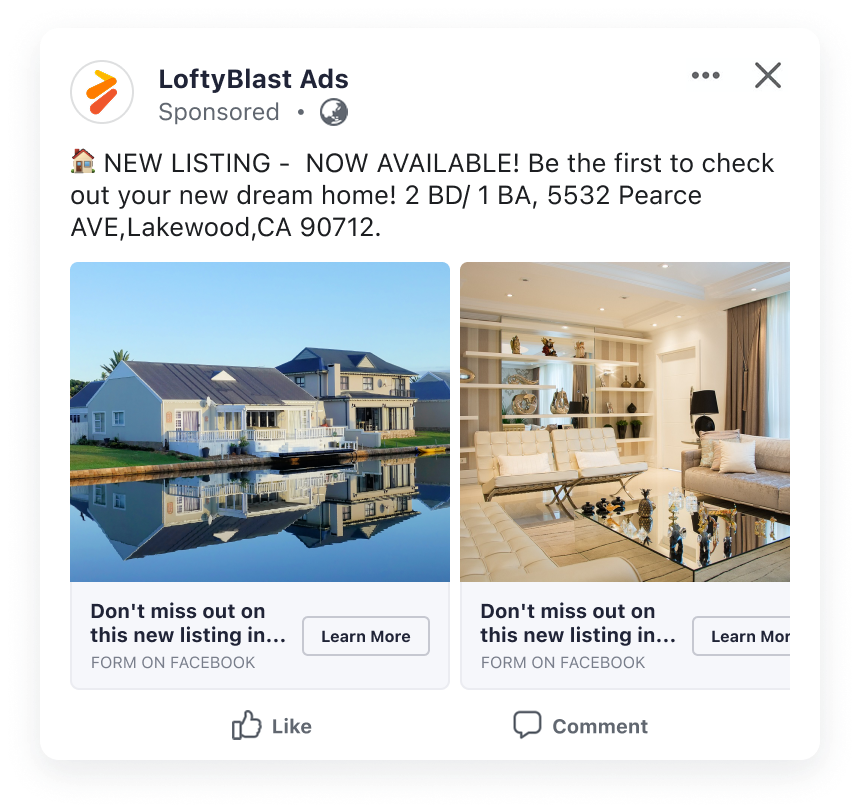 LoftyBlast Ads
Sponsored •
🏠 NEW LISTING -  NOW AVAILABLE! Be the first to check
out your new dream home! 2 BD/ 1 BA, 5532 Pearce
AVE,Lakewood,CA 90712.
Don't miss out on
this new listing in...
Learn More
FORM ON FACEBOOK
Don't miss out on
this new listing in...
Learn Mor
FORM ON FACEBOOK
Like
Comment